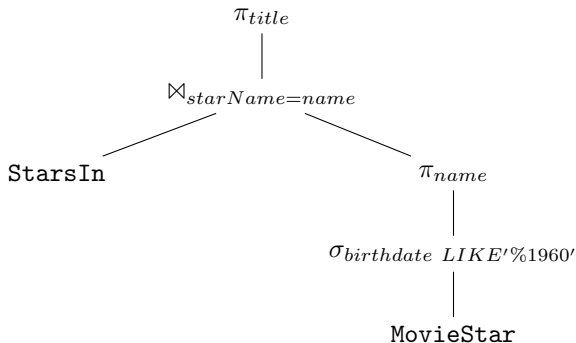 π_title
⋈_starName=name
StarsIn
π_name
σ_birthdate LIKE′%1960′
MovieStar